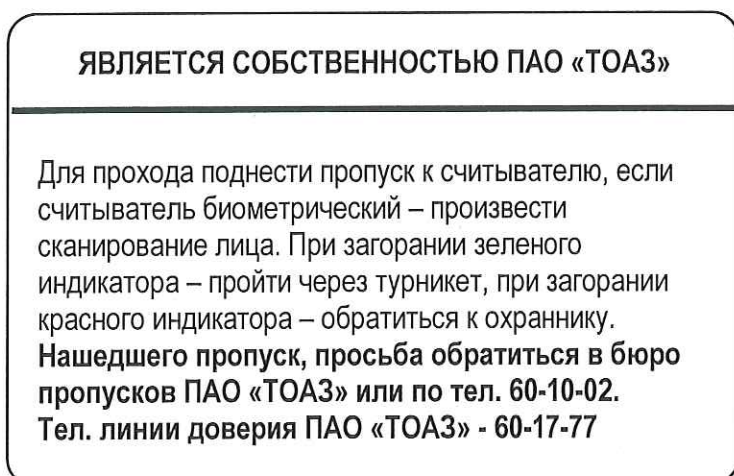 ЯВЛЯЕТСЯ СОБСТВЕННОСТЬЮ ПАО «ТОАЗ»
Для прохода поднести пропуск к считывателю, если
считыватель биометрический – произвести
сканирование лица. При загорании зеленого
индикатора – пройти через турникет, при загорании
красного индикатора – обратиться к охраннику.
Нашедшего пропуск, просьба обратиться в бюро
пропусков ПАО «ТОАЗ» или по тел. 60-10-02.
Тел. линии доверия ПАО «ТОАЗ» - 60-17-77